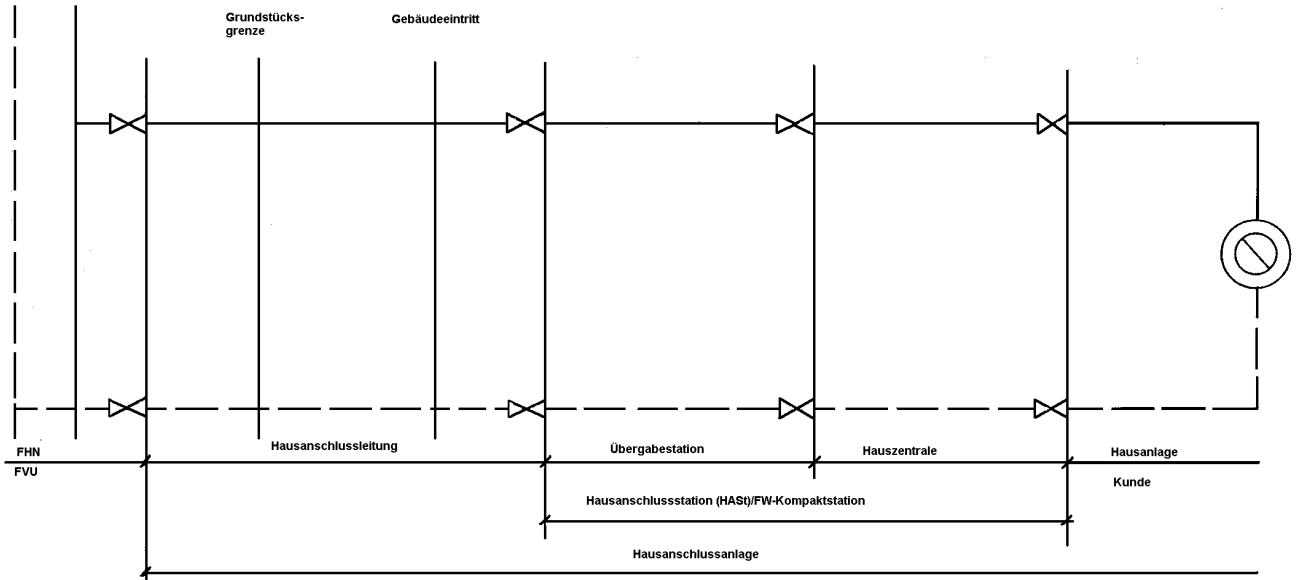 Grundstücks-
grenze
Gebäudeeintritt
FHN
FVU
Hausanschlussleitung
Übergabestation
Hauszentrale
Hausanlage
Kunde
Hausanschlussstation (HASt)/FW-Kompaktstation
Hausanschlussanlage